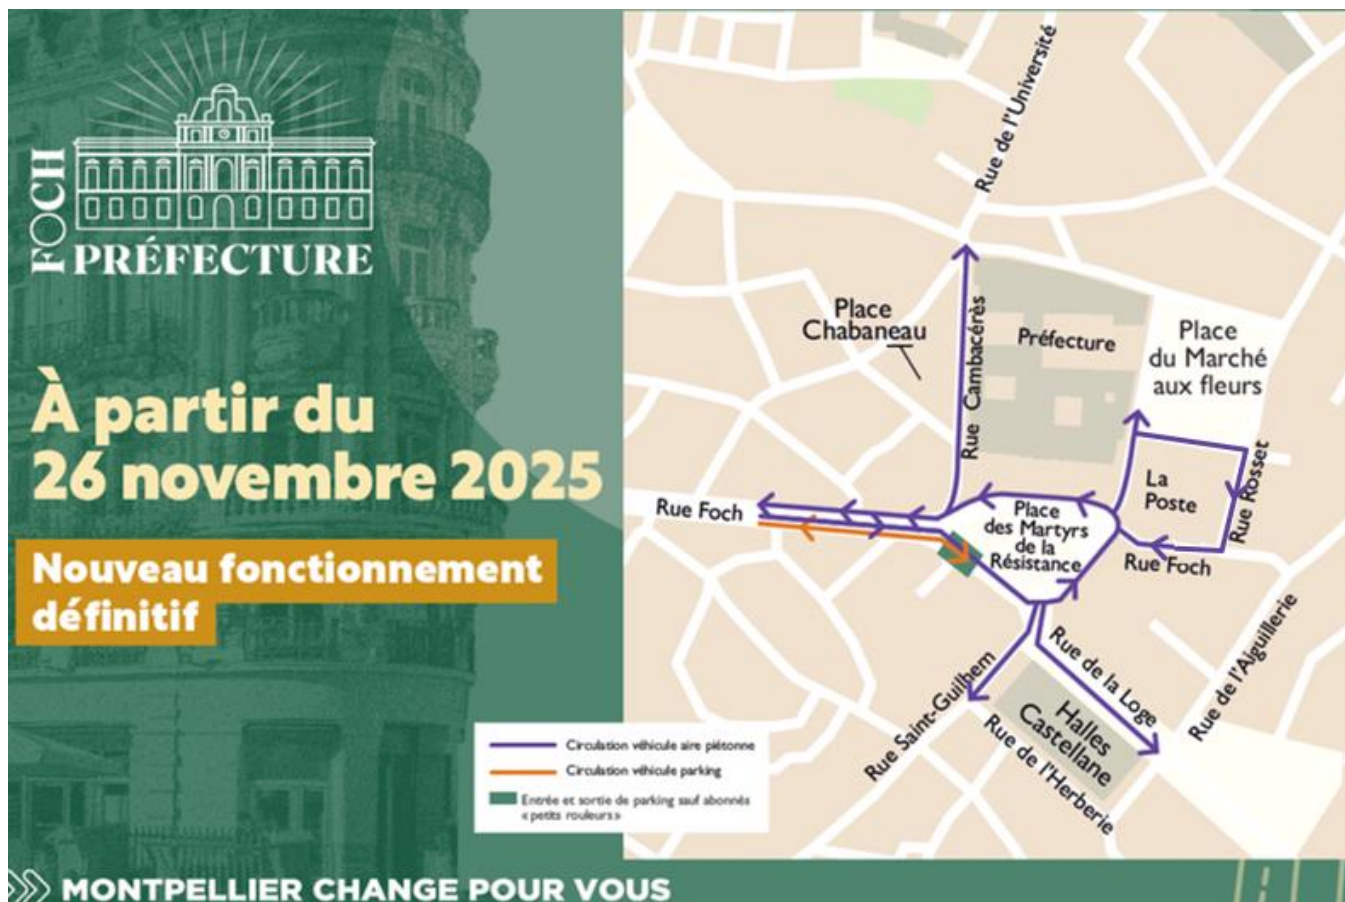 FOCH
PRÉFECTURE
À partir du
26 novembre 2025
Nouveau fonctionnement
définitif
Rue de l'Université
Place
Chabaneau
Rue Cambacérès
Préfecture
Place
du Marché
aux fleurs
Rue Foch
Place
des Martyrs
de la
Résistance
La
Poste
Rue Rosset
Rue Foch
Rue Saint-Guilhem
Rue de la Loge
Rue de l'Aiguillerie
Halles
Castellane
Rue de l'Herberie
Circulation véhicule aire piétonne
Circulation véhicule parking
Entrée et sortie de parking sauf abonnés
« petits rouleurs »
MONTPELLIER CHANGE POUR VOUS